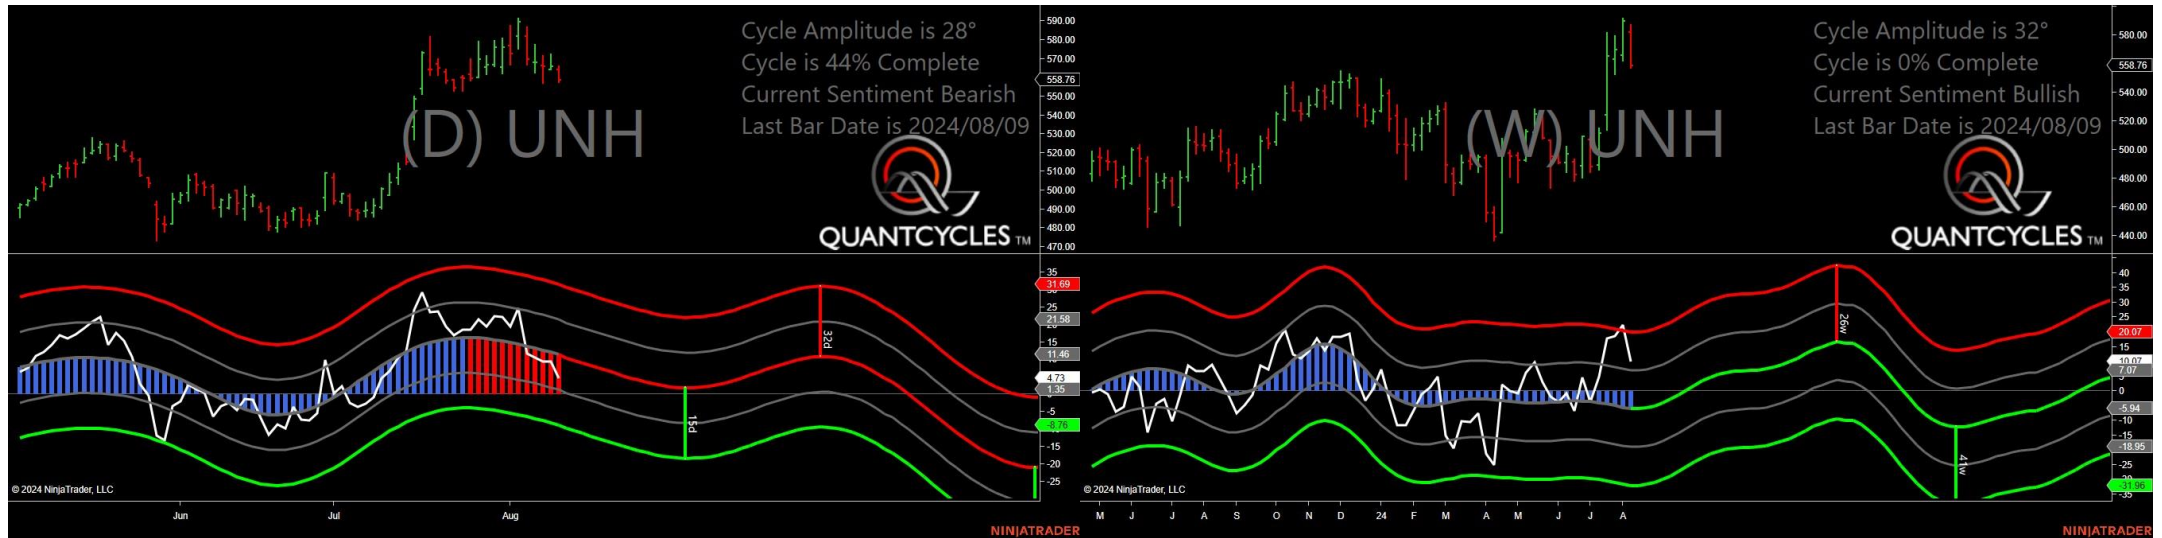 Cycle Amplitude is 28°
Cycle is 44% Complete
Current Sentiment Bearish
Last Bar Date is 2024/08/09
(D) UNH
QUANTCYCLES TM
590.00
580.00
570.00
558.76
550.00
540.00
530.00
520.00
510.00
500.00
490.00
480.00
470.00
35
31.69
25
21.58
15
11.46
4.73
1.35
-5
-8.76
-15
-20
-25
32d
15d
© 2024 NinjaTrader, LLC
Jun Jul Aug
NINJATRADER
Cycle Amplitude is 32°
Cycle is 0% Complete
Current Sentiment Bullish
Last Bar Date is 2024/08/09
(W) UNH
QUANTCYCLES TM
580.00
558.76
540.00
520.00
500.00
480.00
460.00
440.00
40
35
30
25
20.07
15
10.07
7.07
0
-5.94
-10
-15
-18.95
-25
-31.96
-35
26w
41w
© 2024 NinjaTrader, LLC
M J J A S O N D 24 F M A M J J A
NINJATRADER